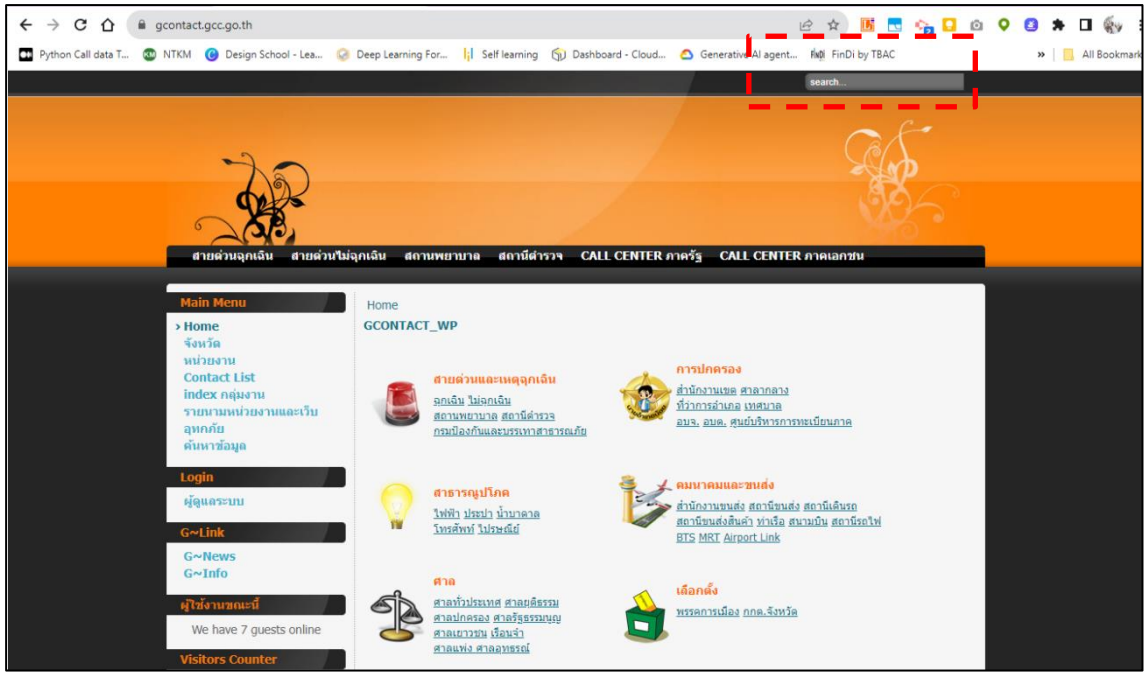 gcontact.gcc.go.th
Python Call data T... NTKM Design School - Lea... Deep Learning For... Self learning Dashboard - Cloud... Generative AI agent... FinDi by TBAC » All Bookmark
search...
สายด่วนฉุกเฉิน สายด่วนไม่ฉุกเฉิน สถานพยาบาล สถานีตำรวจ CALL CENTER ภาครัฐ CALL CENTER ภาคเอกชน
Main Menu
Home
จังหวัด
หน่วยงาน
Contact List
index กลุ่มงาน
รายนามหน่วยงานและเว็บ
อุทกภัย
ค้นหาข้อมูล
Login
ผู้ดูแลระบบ
G~Link
G~News
G~Info
ผู้ใช้งานขณะนี้
We have 7 guests online
Visitors Counter
Home
GCONTACT_WP
สายด่วนและเหตุฉุกเฉิน
ฉุกเฉิน ไม่ฉุกเฉิน
สถานพยาบาล สถานีตำรวจ
กรมป้องกันและบรรเทาสาธารณภัย
การปกครอง
สำนักงานเขต ศาลากลาง
ที่ว่าการอำเภอ เทศบาล
อบจ. อบต. ศูนย์บริหารการทะเบียนภาค
สาธารณูปโภค
ไฟฟ้า ประปา น้ำบาดาล
โทรศัพท์ ไปรษณีย์
คมนาคมและขนส่ง
สำนักงานขนส่ง สถานีขนส่ง สถานีเดินรถ
สถานีขนส่งสินค้า ท่าเรือ สนามบิน สถานีรถไฟ
BTS MRT Airport Link
ศาล
ศาลทั่วประเทศ ศาลยุติธรรม
ศาลปกครอง ศาลรัฐธรรมนูญ
ศาลเยาวชน เรือนจำ
ศาลแพ่ง ศาลอุทธรณ์
เลือกตั้ง
พรรคการเมือง กกต.จังหวัด